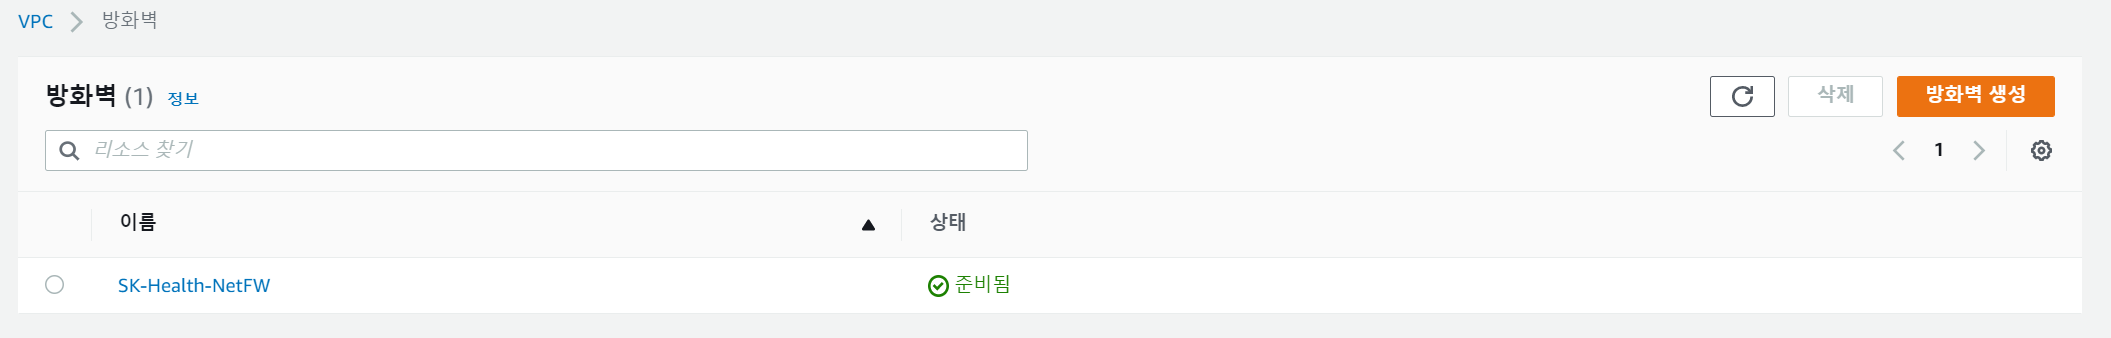 VPC > 방화벽
방화벽 (1) 정보
삭제
방화벽 생성
리소스 찾기
1
이름
상태
SK-Health-NetFW
준비됨